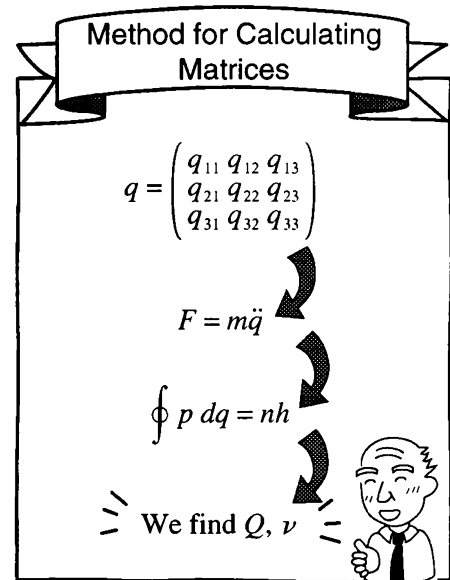 Method for Calculating
Matrices
q = ( q₁₁ q₁₂ q₁₃
q₂₁ q₂₂ q₂₃
q₃₁ q₃₂ q₃₃ )
F = mq̈
∮ p dq = nh
We find Q, ν